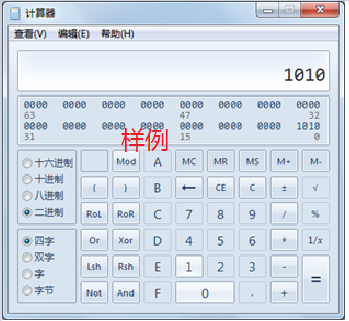 计算器
查看(V) 编辑(E) 帮助(H)
1010
0000 0000 0000 0000 0000 0000 0000 0000
63 47 32
0000 0000 0000 0000 0000 0000 0000 1010
31 15 0
样例
十六进制 Mod A MC MR MS M+ M-
十进制 ( ) B ← CE C ± √
八进制 RoL RoR C 7 8 9 / %
二进制
四字 Or Xor D 4 5 6 * 1/x
双字 Lsh Rsh E 1 2 3 - =
字
字节 Not And F 0 . +